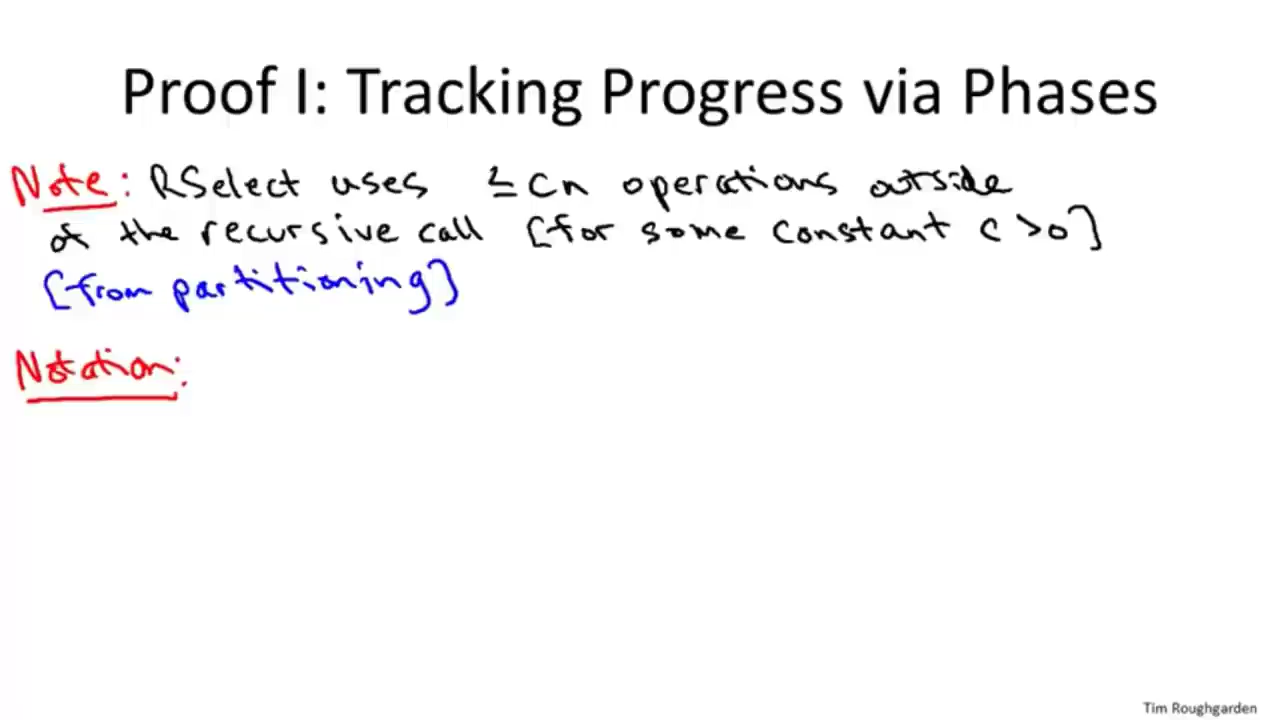 Proof I: Tracking Progress via Phases
Note: RSelect uses ≤ cn operations outside
of the recursive call [for some constant c > 0]
[from partitioning]
Notation:
Tim Roughgarden